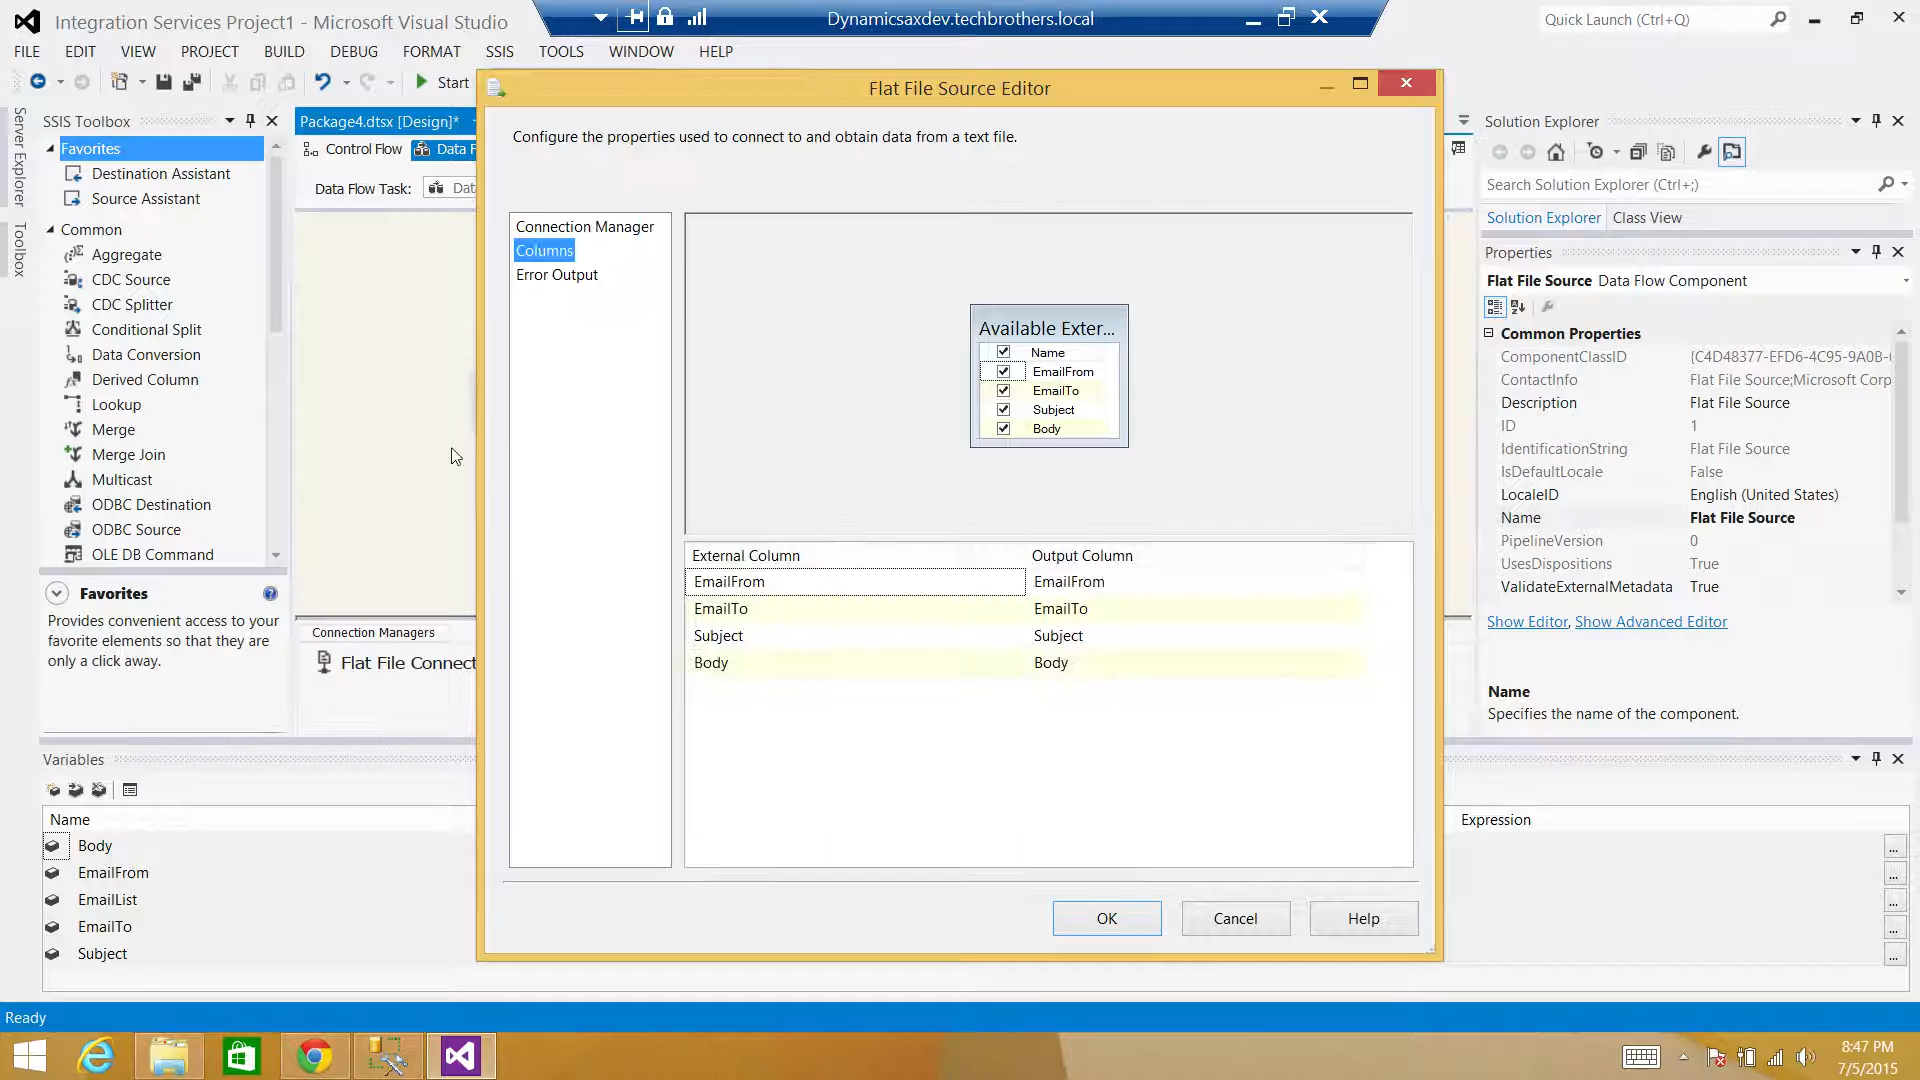 Integration Services Project1 - Microsoft Visual Studio
Dynamicsaxdev.techbrothers.local
Quick Launch (Ctrl+Q)
FILE EDIT VIEW PROJECT BUILD DEBUG FORMAT SSIS TOOLS WINDOW HELP
Start
Server Explorer
Toolbox
SSIS Toolbox
Favorites
Destination Assistant
Source Assistant
Common
Aggregate
CDC Source
CDC Splitter
Conditional Split
Data Conversion
Derived Column
Lookup
Merge
Merge Join
Multicast
ODBC Destination
ODBC Source
OLE DB Command
Favorites
Provides convenient access to your
favorite elements so that they are
only a click away.
Package4.dtsx [Design]*
Control Flow
Data F
Data Flow Task:
Dat
Connection Managers
Flat File Connect
Flat File Source Editor
Configure the properties used to connect to and obtain data from a text file.
Connection Manager
Columns
Error Output
Available Exter...
Name
EmailFrom
EmailTo
Subject
Body
External Column Output Column
EmailFrom EmailFrom
EmailTo EmailTo
Subject Subject
Body Body
OK Cancel Help
Solution Explorer
Search Solution Explorer (Ctrl+;)
Solution Explorer Class View
Properties
Flat File Source Data Flow Component
Common Properties
ComponentClassID {C4D48377-EFD6-4C95-9A0B-
ContactInfo Flat File Source;Microsoft Corp
Description Flat File Source
ID 1
IdentificationString Flat File Source
IsDefaultLocale False
LocaleID English (United States)
Name Flat File Source
PipelineVersion 0
UsesDispositions True
ValidateExternalMetadata True
Show Editor, Show Advanced Editor
Name
Specifies the name of the component.
Variables
Name Expression
Body ...
EmailFrom ...
EmailList ...
EmailTo ...
Subject ...
Ready
8:47 PM
7/5/2015